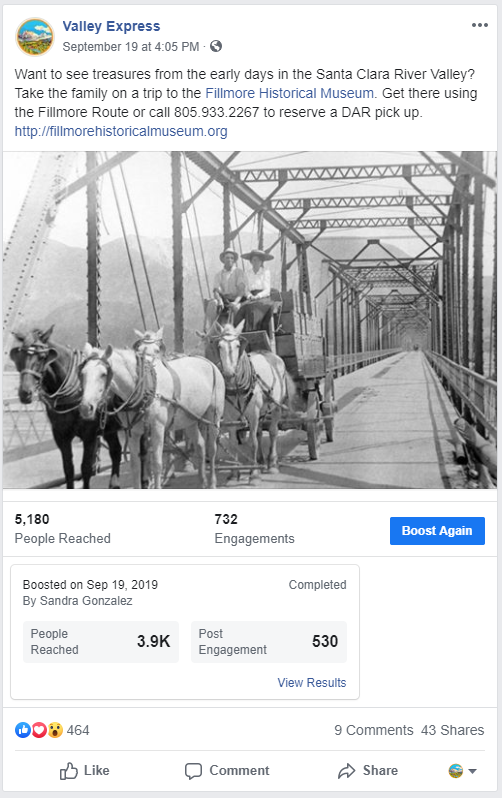 Valley Express
September 19 at 4:05 PM ·
Want to see treasures from the early days in the Santa Clara River Valley?
Take the family on a trip to the Fillmore Historical Museum. Get there using
the Fillmore Route or call 805.933.2267 to reserve a DAR pick up.
http://fillmorehistoricalmuseum.org
5,180 732
People Reached Engagements
Boost Again
Boosted on Sep 19, 2019 Completed
By Sandra Gonzalez
People Reached 3.9K Post Engagement 530
View Results
464 9 Comments 43 Shares
Like Comment Share